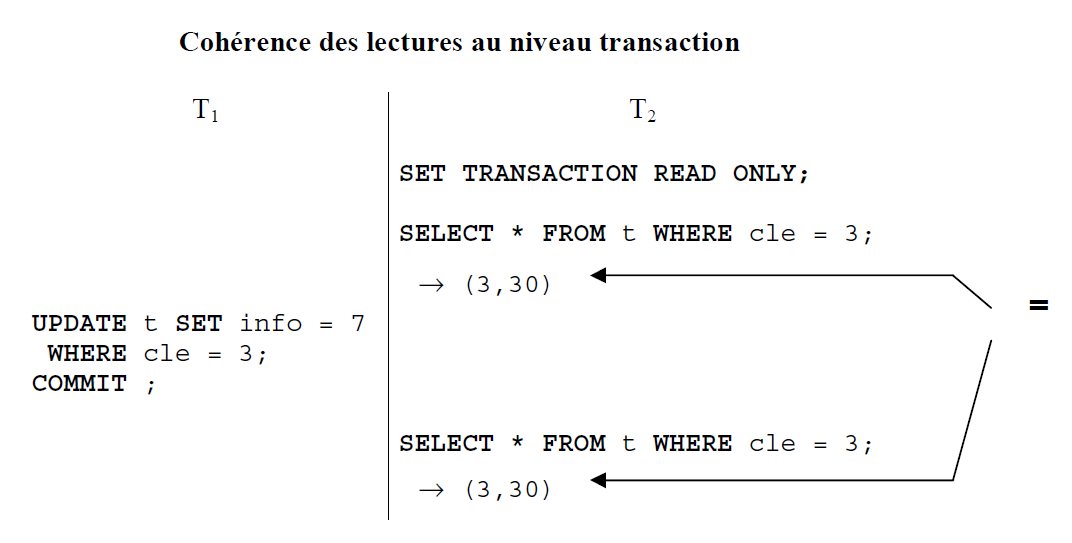 Cohérence des lectures au niveau transaction
T1
T2
SET TRANSACTION READ ONLY;
SELECT * FROM t WHERE cle = 3;
→ (3,30)
=
UPDATE t SET info = 7
WHERE cle = 3;
COMMIT ;
SELECT * FROM t WHERE cle = 3;
→ (3,30)